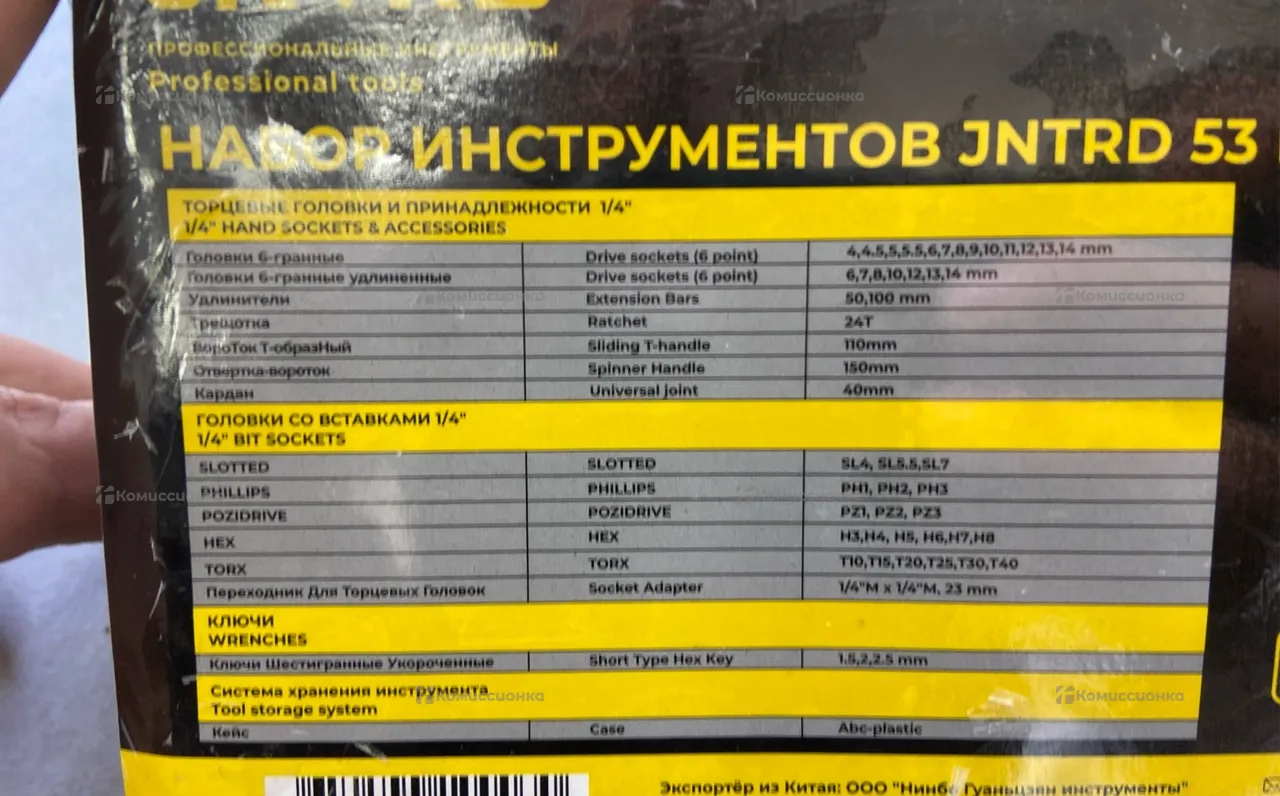 ПРОФЕССИОНАЛЬНЫЕ ИНСТРУМЕНТЫ
Professional tools
Комиссионка
НАБОР ИНСТРУМЕНТОВ JNTRD 53
ТОРЦЕВЫЕ ГОЛОВКИ И ПРИНАДЛЕЖНОСТИ 1/4"
1/4" HAND SOCKETS & ACCESSORIES
Головки 6-гранные Drive sockets (6 point) 4,4.5,5,5.5,6,7,8,9,10,11,12,13,14 mm
Головки 6-гранные удлиненные Drive sockets (6 point) 6,7,8,10,12,13,14 mm
Удлинители Extension Bars 50,100 mm
Комиссионка Комиссионка
Трещотка Ratchet 24T
ВороТок Т-образНый Sliding T-handle 110mm
Отвертка-вороток Spinner Handle 150mm
Кардан Universal joint 40mm
ГОЛОВКИ СО ВСТАВКАМИ 1/4"
1/4" BIT SOCKETS
SLOTTED SLOTTED SL4, SL5.5,SL7
PHILLIPS PHILLIPS PH1, PH2, PH3
POZIDRIVE POZIDRIVE PZ1, PZ2, PZ3
HEX HEX H3,H4, H5, H6,H7,H8
TORX TORX T10,T15,T20,T25,T30,T40
Переходник Для Торцевых Головок Socket Adapter 1/4"M x 1/4"M, 23 mm
КЛЮЧИ
WRENCHES
Ключи Шестигранные Укороченные Short Type Hex Key 1.5,2,2.5 mm
Система хранения инструмента
Комиссионка Комиссионка
Tool storage system
Кейс Case Abc-plastic
Экспортёр из Китая: ООО "Нинбо Гуаньцзян инструменты"